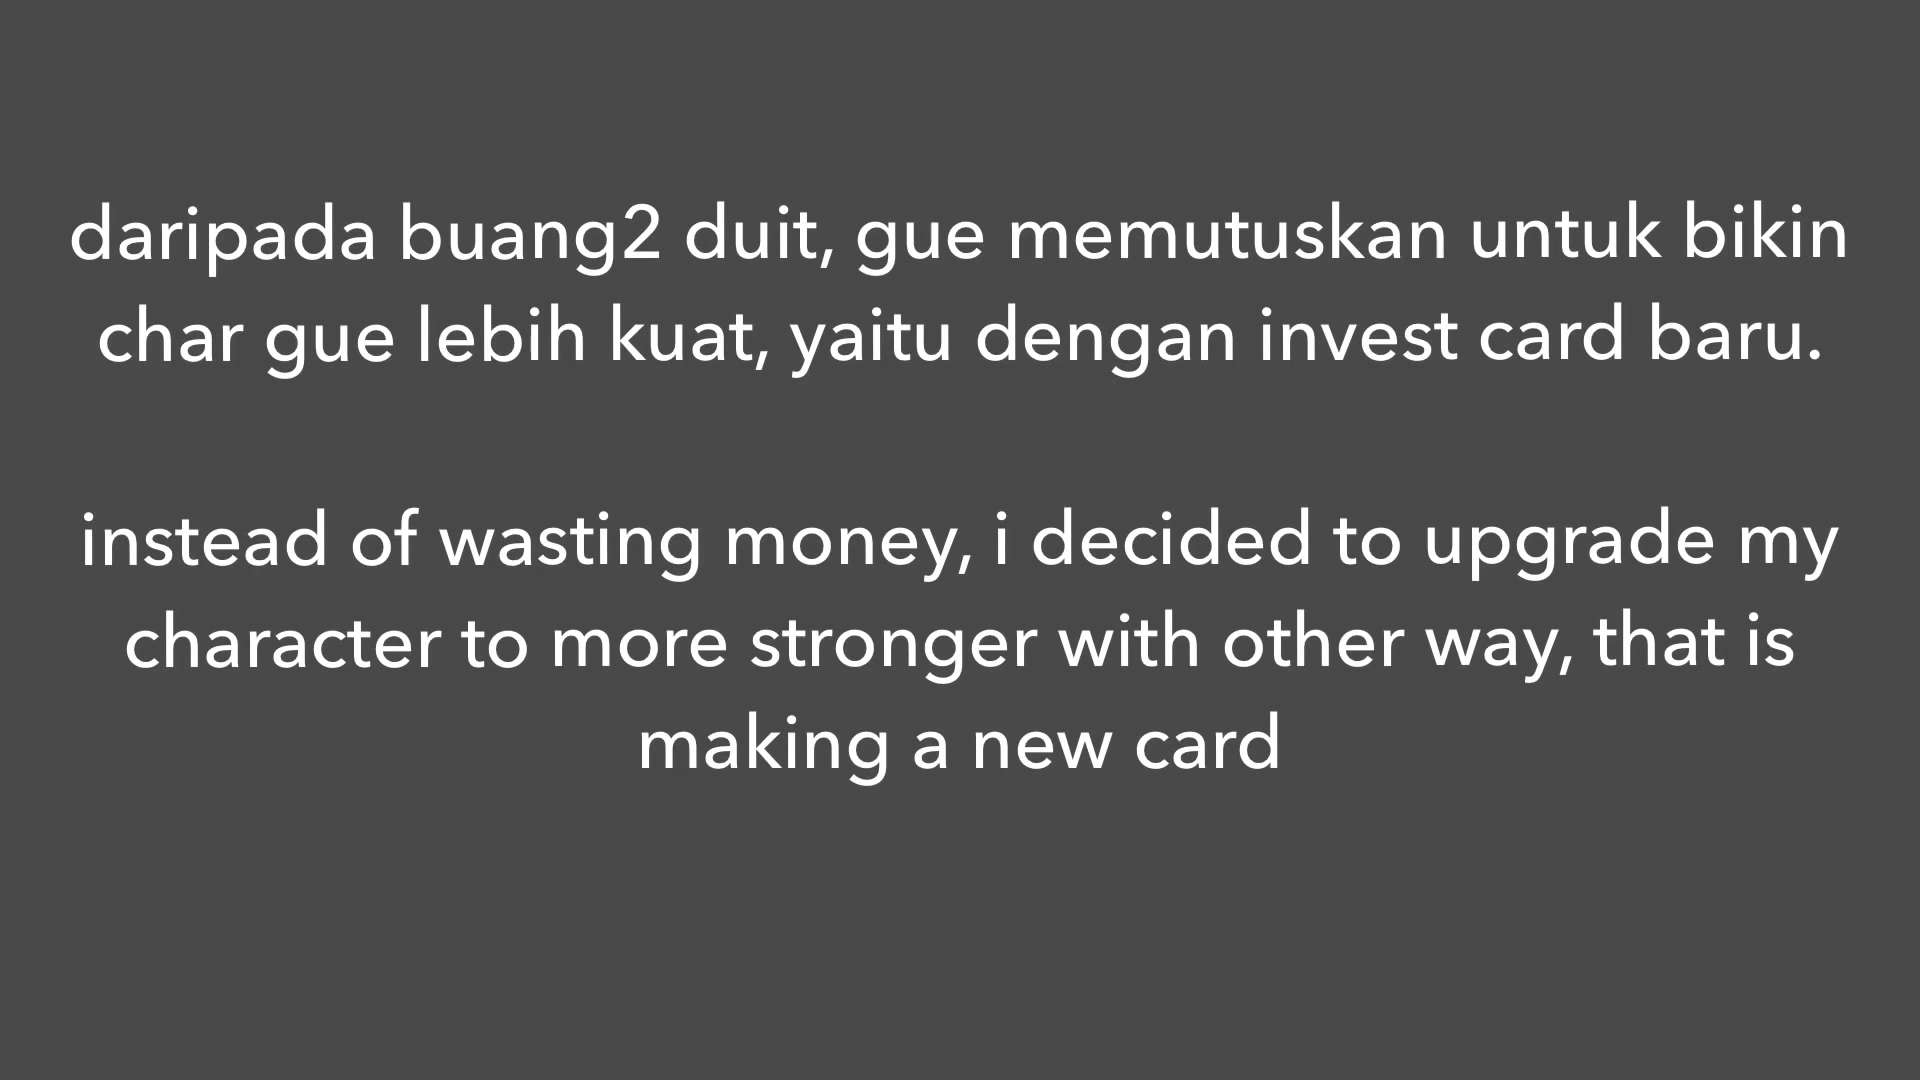 daripada buang2 duit, gue memutuskan untuk bikin
char gue lebih kuat, yaitu dengan invest card baru.
instead of wasting money, i decided to upgrade my
character to more stronger with other way, that is
making a new card